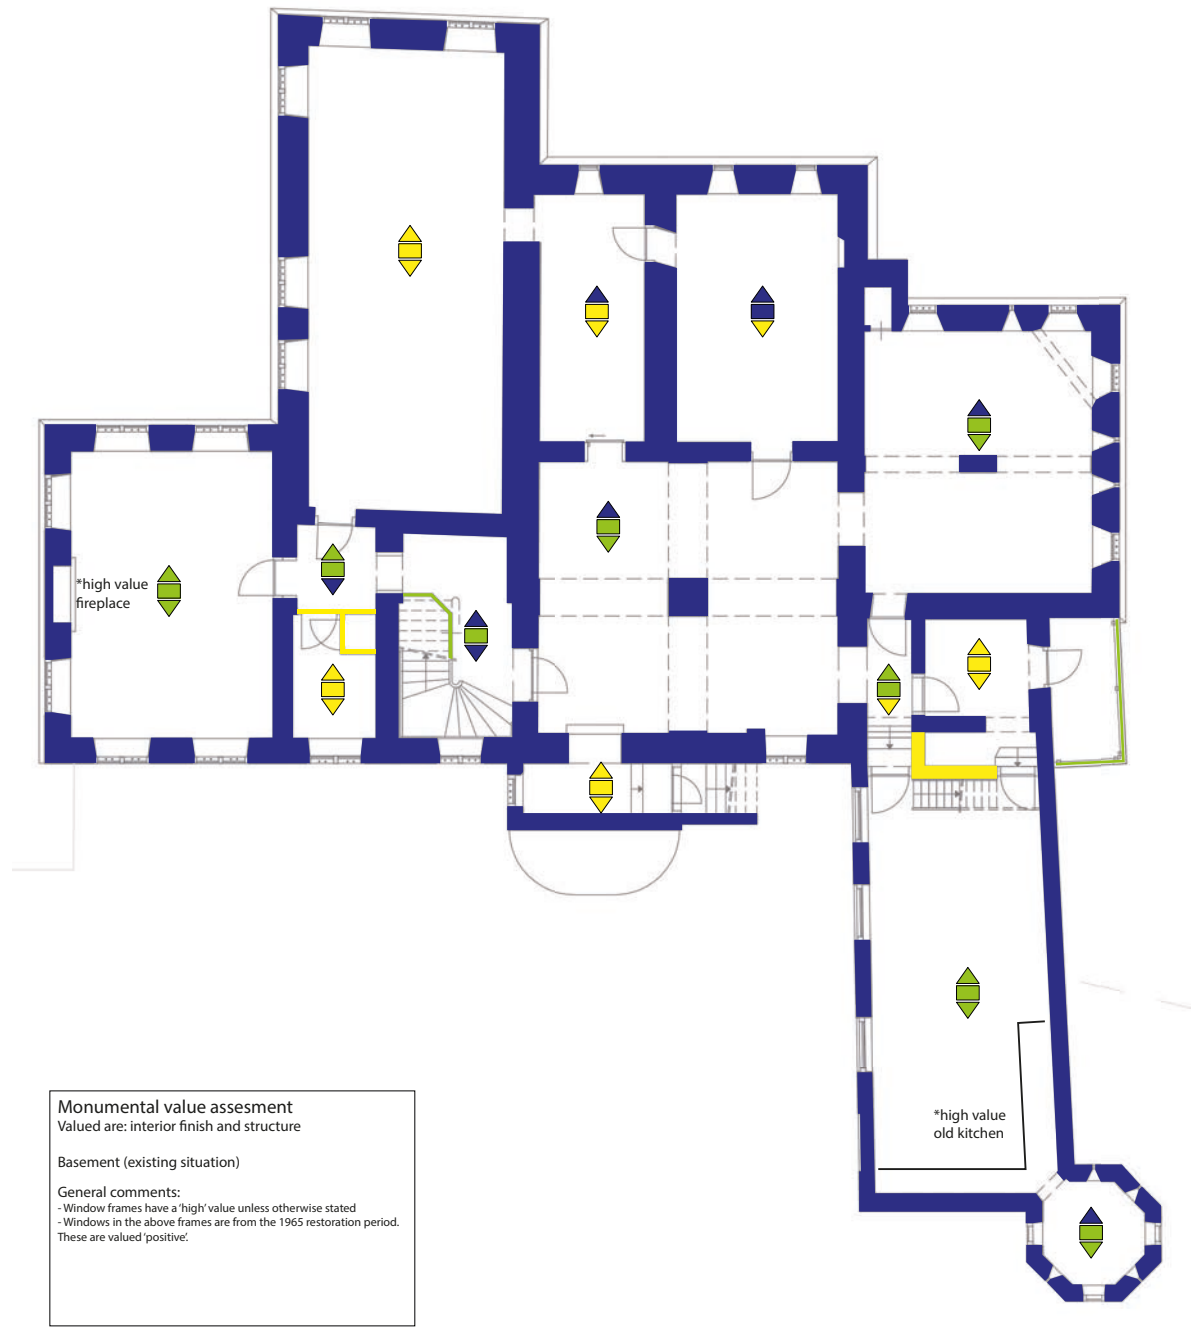 *high value
fireplace
*high value
old kitchen
Monumental value assesment
Valued are: interior finish and structure
Basement (existing situation)
General comments:
- Window frames have a 'high' value unless otherwise stated
- Windows in the above frames are from the 1965 restoration period.
These are valued 'positive'.